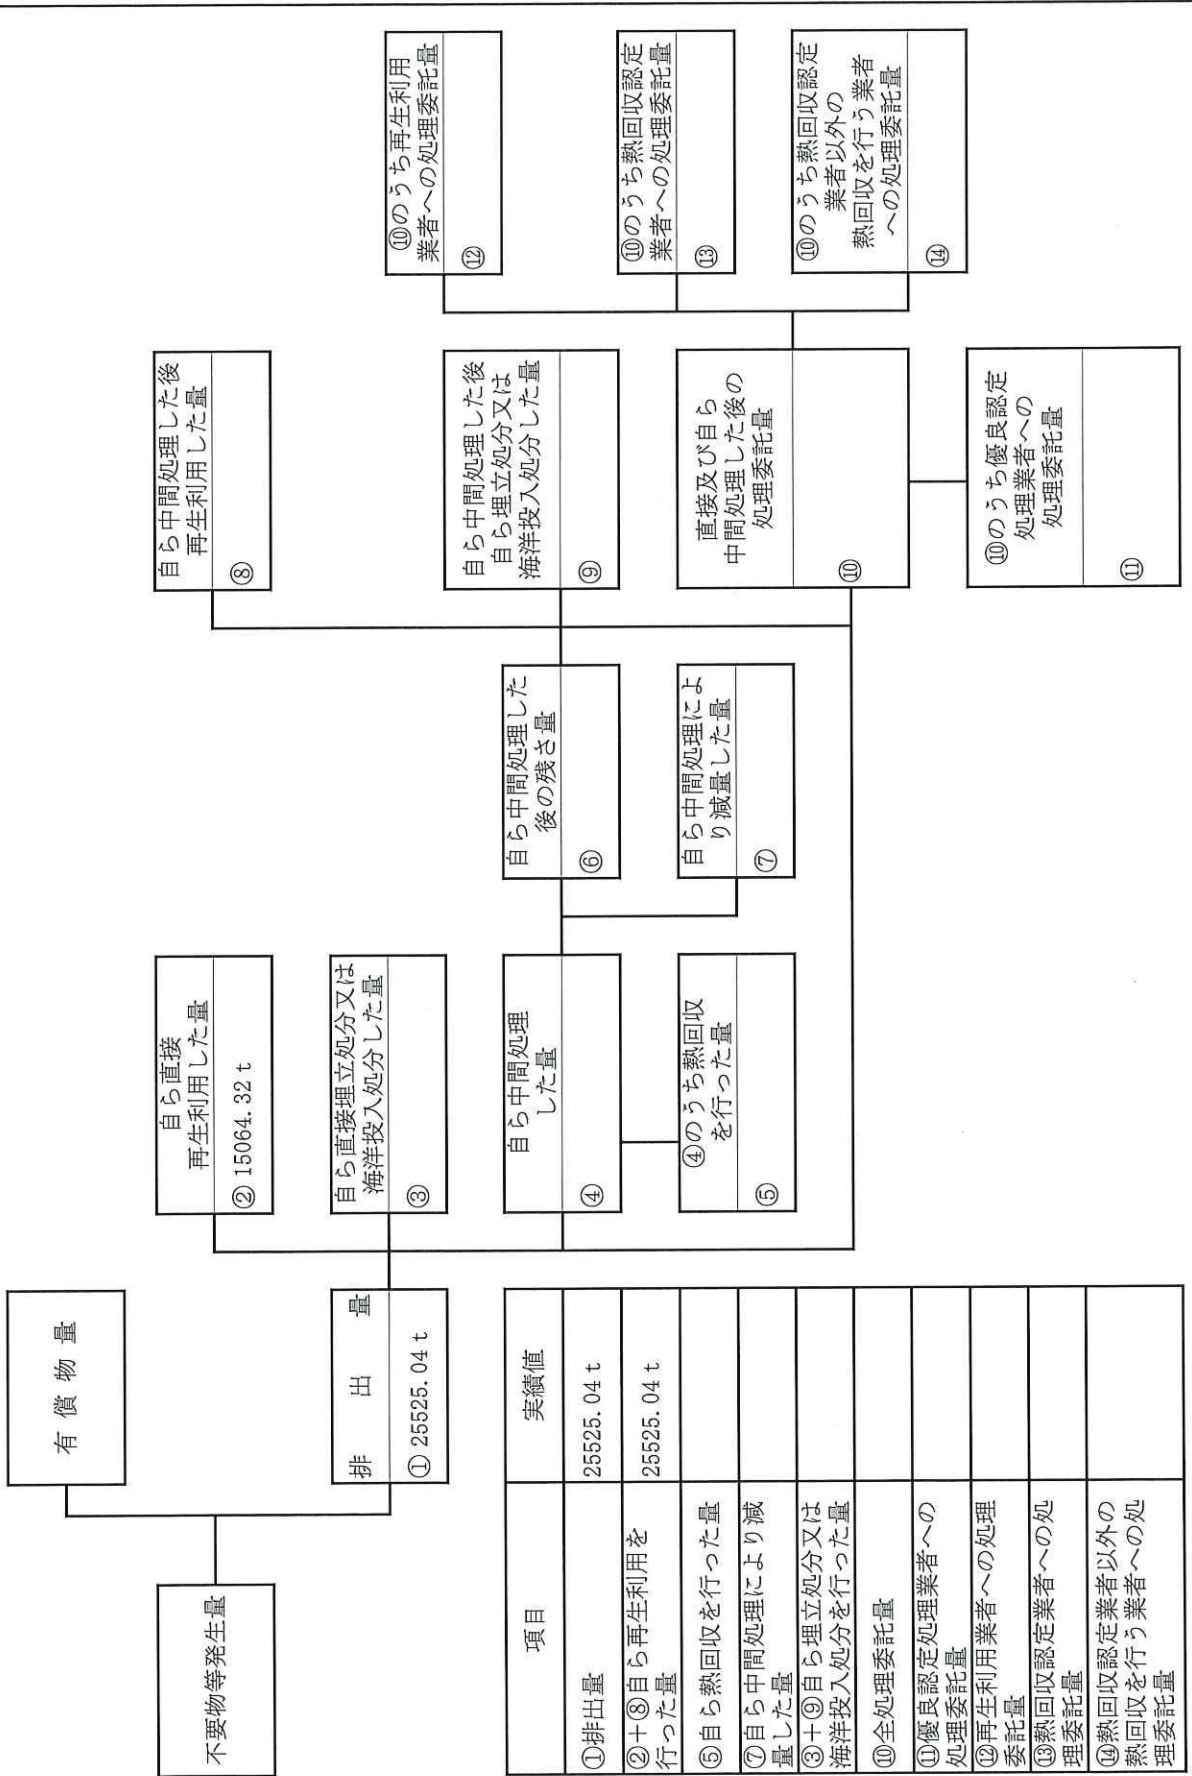 不要物等発生量
有償物量
排出量
① 25525.04 t
自ら直接
再生利用した量
② 15064.32 t
自ら直接埋立処分又は
海洋投入処分した量
③
自ら中間処理
した量
④
④のうち熱回収
を行った量
⑤
自ら中間処理した
後の残さ量
⑥
自ら中間処理によ
り減量した量
⑦
自ら中間処理した後
再生利用した量
⑧
自ら中間処理した後
自ら埋立処分又は
海洋投入処分した量
⑨
直接及び自ら
中間処理した後の
処理委託量
⑩
⑩のうち優良認定
処理業者への
処理委託量
⑪
⑩のうち再生利用
業者への処理委託量
⑫
⑩のうち熱回収認定
業者への処理委託量
⑬
⑩のうち熱回収認定
業者以外の
熱回収を行う業者
への処理委託量
⑭
項目 実績値
①排出量 25525.04 t
②+⑧自ら再生利用を
行った量 25525.04 t
⑤自ら熱回収を行った量
⑦自ら中間処理により減
量した量
③+⑨自ら埋立処分又は
海洋投入処分を行った量
⑩全処理委託量
⑪優良認定処理業者への
処理委託量
⑫再生利用業者への処理
委託量
⑬熱回収認定業者への処
理委託量
⑭熱回収認定業者以外の
熱回収を行う業者への処
理委託量